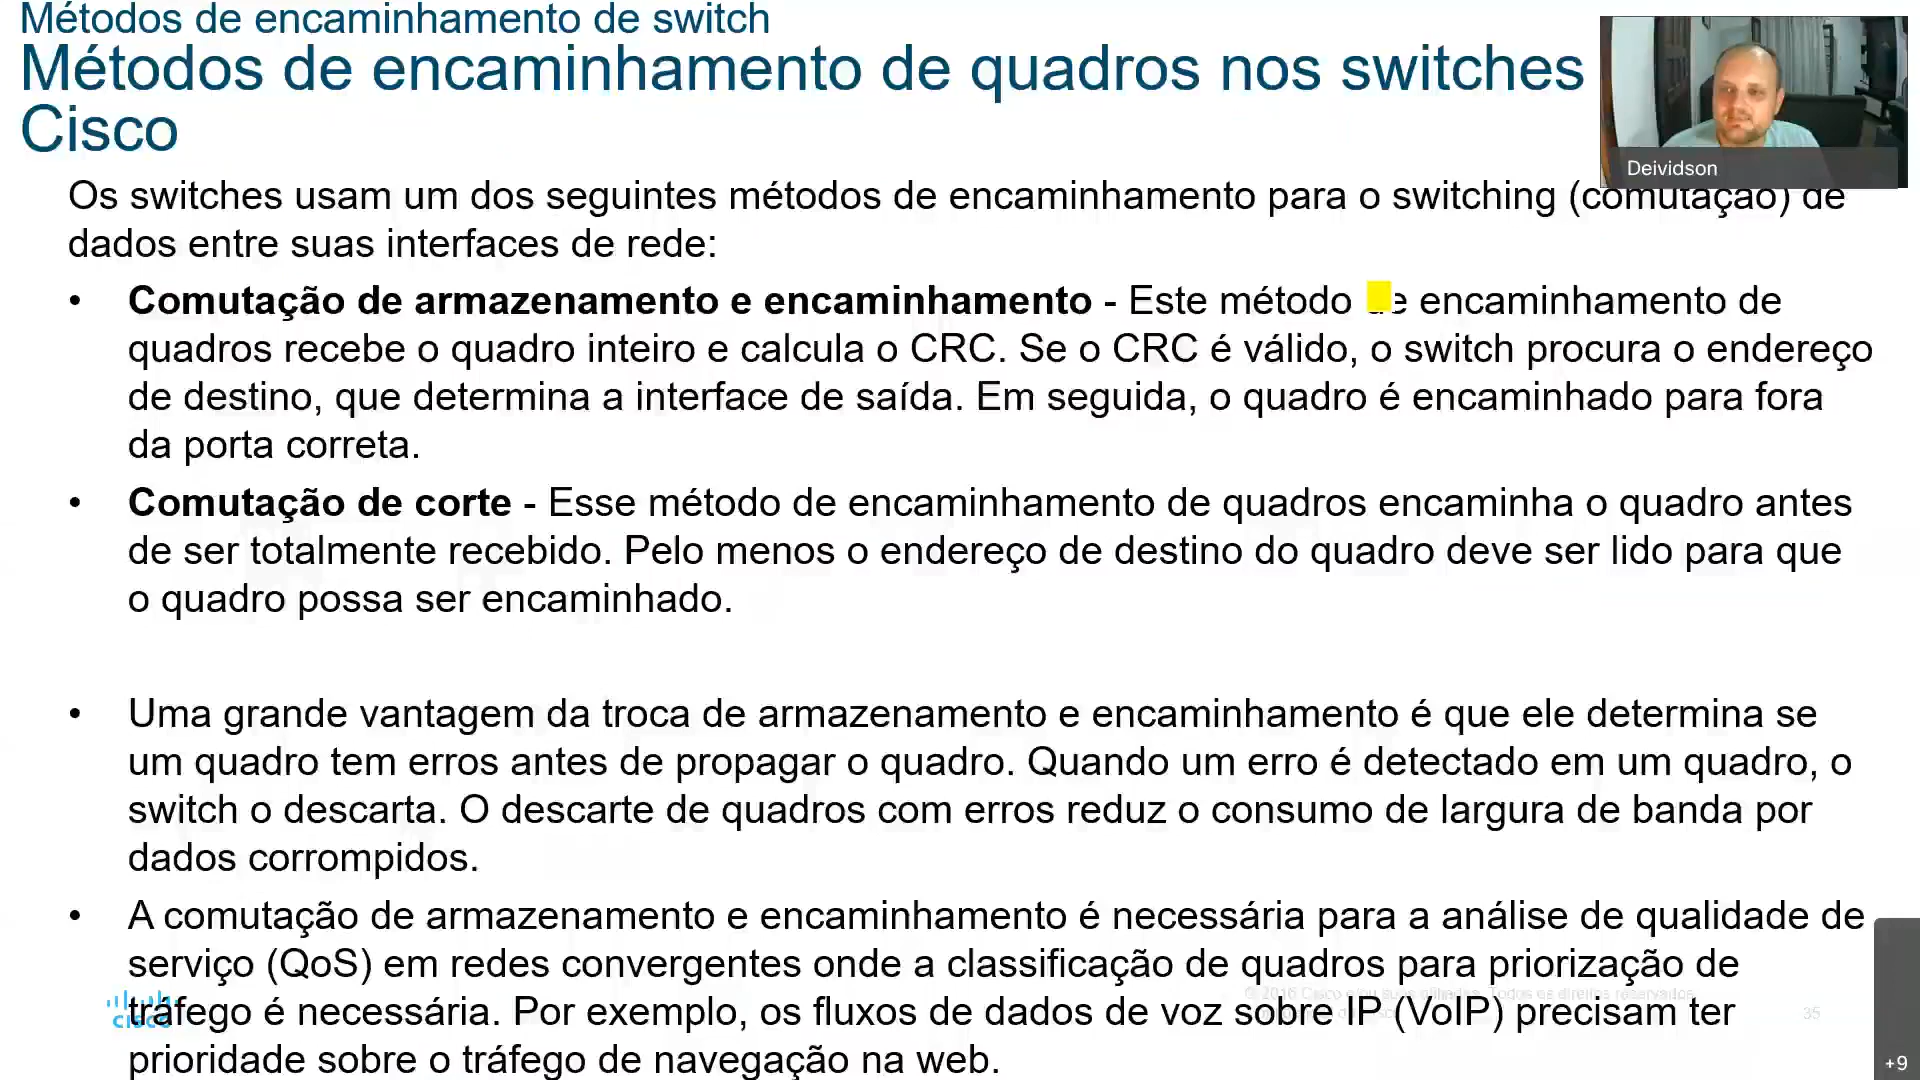 Métodos de encaminhamento de switch
Métodos de encaminhamento de quadros nos switches
Cisco
Deividson
Os switches usam um dos seguintes métodos de encaminhamento para o switching (comutação) de
dados entre suas interfaces de rede:
• Comutação de armazenamento e encaminhamento - Este método de encaminhamento de
quadros recebe o quadro inteiro e calcula o CRC. Se o CRC é válido, o switch procura o endereço
de destino, que determina a interface de saída. Em seguida, o quadro é encaminhado para fora
da porta correta.
• Comutação de corte - Esse método de encaminhamento de quadros encaminha o quadro antes
de ser totalmente recebido. Pelo menos o endereço de destino do quadro deve ser lido para que
o quadro possa ser encaminhado.
• Uma grande vantagem da troca de armazenamento e encaminhamento é que ele determina se
um quadro tem erros antes de propagar o quadro. Quando um erro é detectado em um quadro, o
switch o descarta. O descarte de quadros com erros reduz o consumo de largura de banda por
dados corrompidos.
• A comutação de armazenamento e encaminhamento é necessária para a análise de qualidade de
serviço (QoS) em redes convergentes onde a classificação de quadros para priorização de
© 2016 Cisco e/ou suas afiliadas. Todos os direitos reservados.
tráfego é necessária. Por exemplo, os fluxos de dados de voz sobre IP (VoIP) precisam ter
cisco
35
prioridade sobre o tráfego de navegação na web.
+9